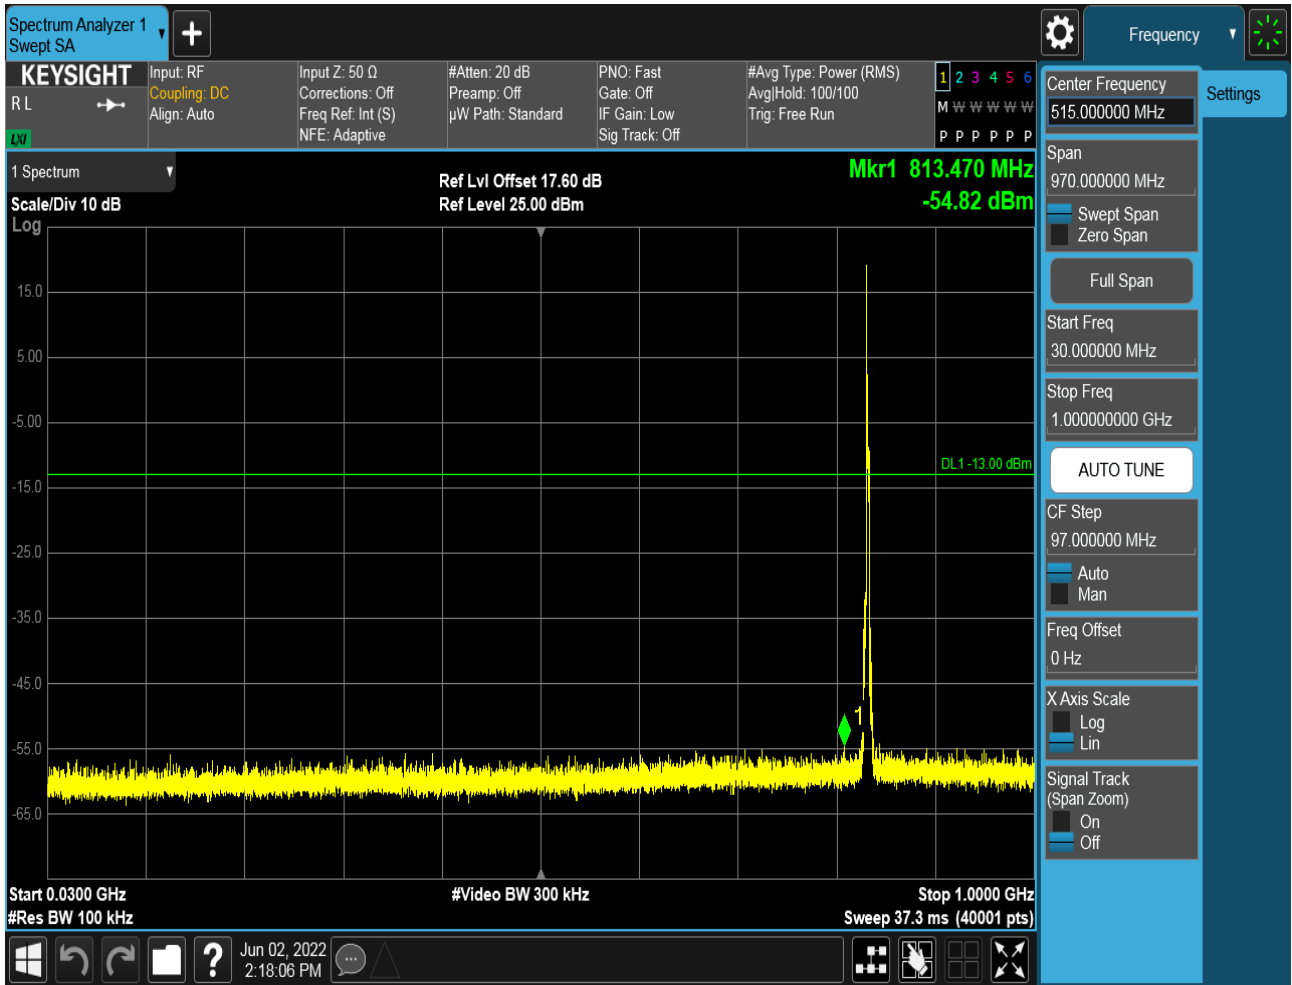 Spectrum Analyzer 1
Swept SA
Frequency
KEYSIGHT
R L
LXI
Input: RF
Coupling: DC
Align: Auto
Input Z: 50 Ω
Corrections: Off
Freq Ref: Int (S)
NFE: Adaptive
#Atten: 20 dB
Preamp: Off
µW Path: Standard
PNO: Fast
Gate: Off
IF Gain: Low
Sig Track: Off
#Avg Type: Power (RMS)
Avg|Hold: 100/100
Trig: Free Run
1 2 3 4 5 6
M W W W W W
P P P P P P
1 Spectrum
Scale/Div 10 dB
Log
Ref Lvl Offset 17.60 dB
Ref Level 25.00 dBm
Mkr1 813.470 MHz
-54.82 dBm
15.0
5.00
-5.00
-15.0
-25.0
-35.0
-45.0
-55.0
-65.0
DL1 -13.00 dBm
1
Start 0.0300 GHz
#Res BW 100 kHz
#Video BW 300 kHz
Stop 1.0000 GHz
Sweep 37.3 ms (40001 pts)
Center Frequency
515.000000 MHz
Settings
Span
970.000000 MHz
Swept Span
Zero Span
Full Span
Start Freq
30.000000 MHz
Stop Freq
1.000000000 GHz
AUTO TUNE
CF Step
97.000000 MHz
Auto
Man
Freq Offset
0 Hz
X Axis Scale
Log
Lin
Signal Track
(Span Zoom)
On
Off
?
Jun 02, 2022
2:18:06 PM